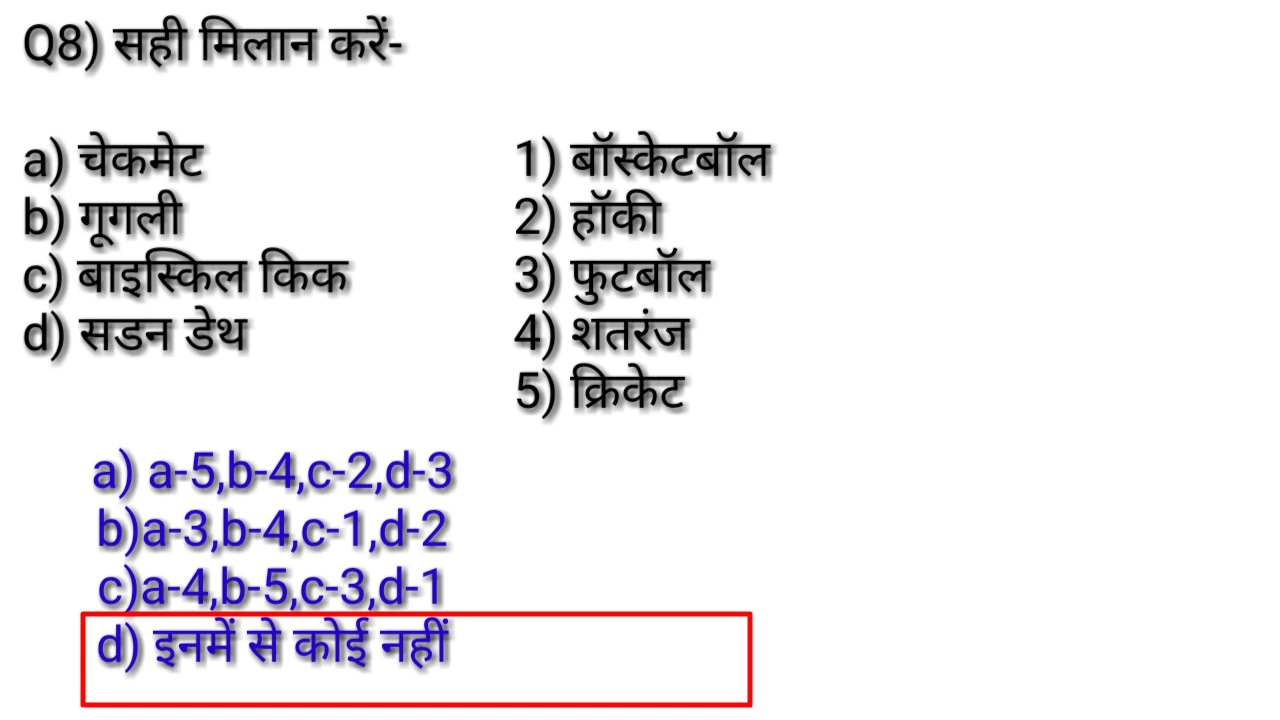 Q8) सही मिलान करें-
a) चेकमेट 1) बॉस्केटबॉल
b) गूगली 2) हॉकी
c) बाइस्किल किक 3) फुटबॉल
d) सडन डेथ 4) शतरंज
5) क्रिकेट
a) a-5,b-4,c-2,d-3
b)a-3,b-4,c-1,d-2
c)a-4,b-5,c-3,d-1
d) इनमें से कोई नहीं